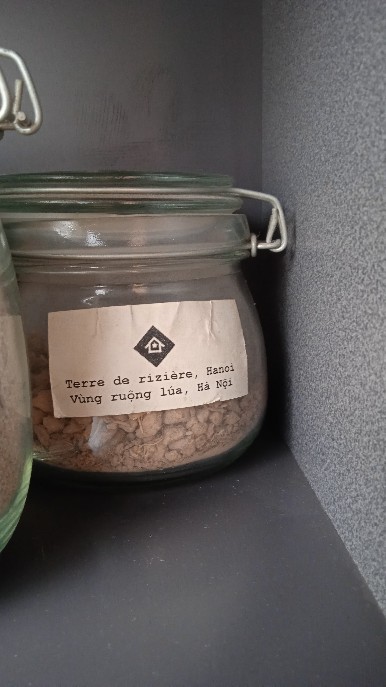 Terre de rizière, Hanoi
Vùng ruộng lúa, Hà Nội